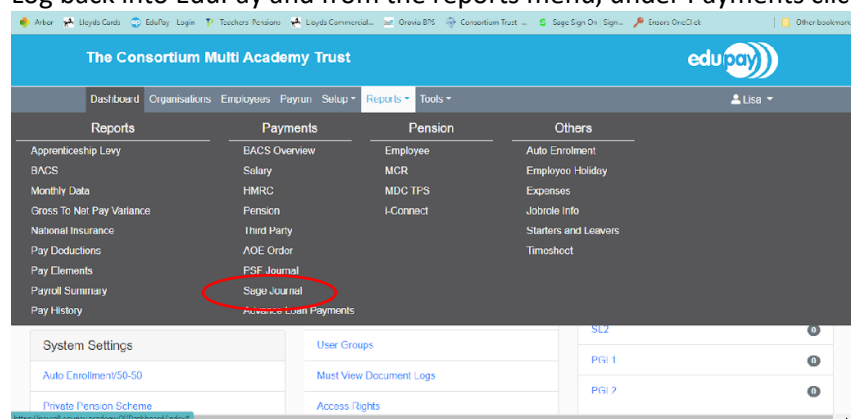 Log back into EduPay and from the reports menu, under Payments clic
Arbor Lloyds Cards EduPay Login Teachers Pensions Lloyds Commercial... Orovia BPS Consortium Trust Sage Sign On Sign... Ensors OneClick Other bookmark
The Consortium Multi Academy Trust
edupay
Dashboard Organisations Employees Payrun Setup Reports Tools Lisa
Reports Payments Pension Others
Apprenticeship Levy BACS Overview Employee Auto Enrolment
BACS Salary MCR Employee Holiday
Monthly Data HMRC MDC TPS Expenses
Gross To Net Pay Variance Pension i-Connect Jobrole Info
National Insurance Third Party Starters and Leavers
Pay Deductions AOE Order Timesheet
Pay Elements PSF Journal
Payroll Summary Sage Journal
Pay History Advance Loan Payments
System Settings User Groups SL2 0
Auto Enrollment/50-50 Must View Document Logs PGL1 0
Private Pension Scheme Access Rights PGL2 0